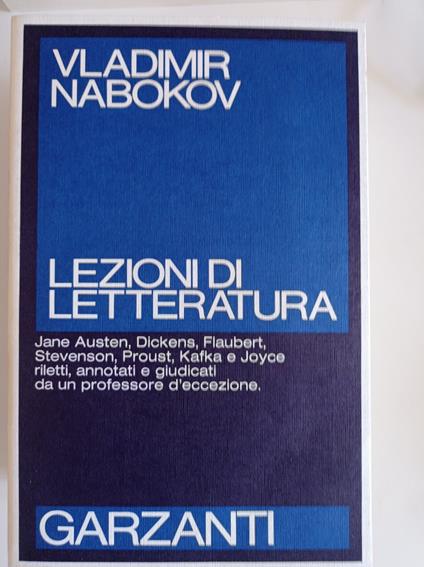 VLADIMIR
NABOKOV
LEZIONI DI
LETTERATURA
Jane Austen, Dickens, Flaubert,
Stevenson, Proust, Kafka e Joyce
riletti, annotati e giudicati
da un professore d'eccezione.
GARZANTI